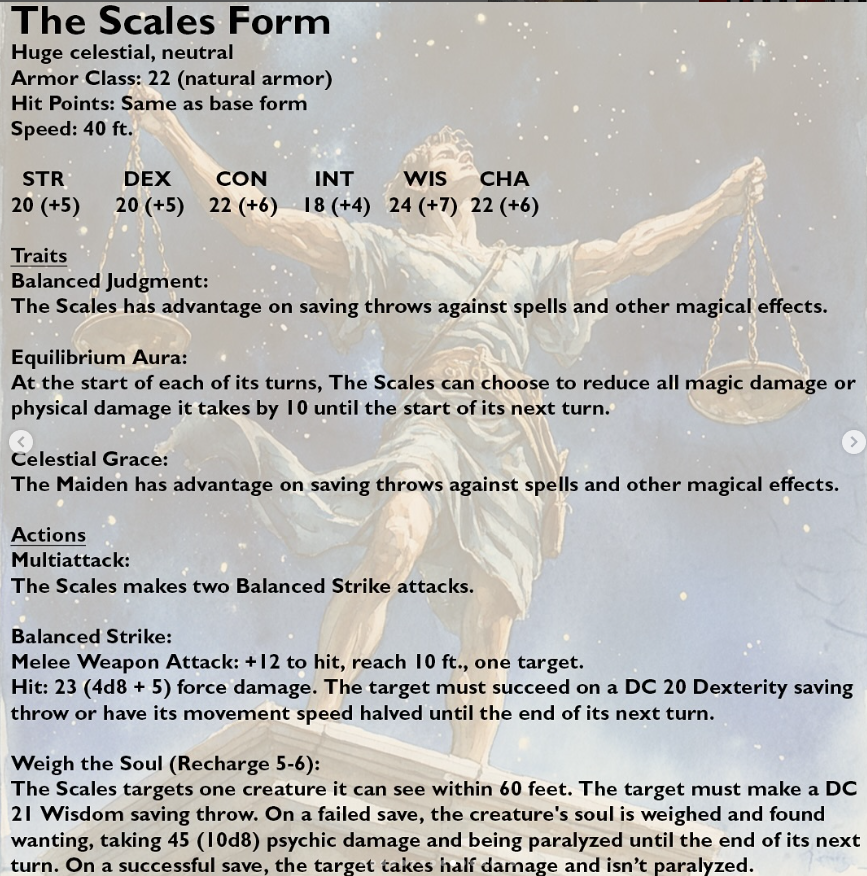 The Scales Form
Huge celestial, neutral
Armor Class: 22 (natural armor)
Hit Points: Same as base form
Speed: 40 ft.
STR DEX CON INT WIS CHA
20 (+5) 20 (+5) 22 (+6) 18 (+4) 24 (+7) 22 (+6)
Traits
Balanced Judgment:
The Scales has advantage on saving throws against spells and other magical effects.
Equilibrium Aura:
At the start of each of its turns, The Scales can choose to reduce all magic damage or
physical damage it takes by 10 until the start of its next turn.
Celestial Grace:
The Maiden has advantage on saving throws against spells and other magical effects.
Actions
Multiattack:
The Scales makes two Balanced Strike attacks.
Balanced Strike:
Melee Weapon Attack: +12 to hit, reach 10 ft., one target.
Hit: 23 (4d8 + 5) force damage. The target must succeed on a DC 20 Dexterity saving
throw or have its movement speed halved until the end of its next turn.
Weigh the Soul (Recharge 5-6):
The Scales targets one creature it can see within 60 feet. The target must make a DC
21 Wisdom saving throw. On a failed save, the creature's soul is weighed and found
wanting, taking 45 (10d8) psychic damage and being paralyzed until the end of its next
turn. On a successful save, the target takes half damage and isn't paralyzed.